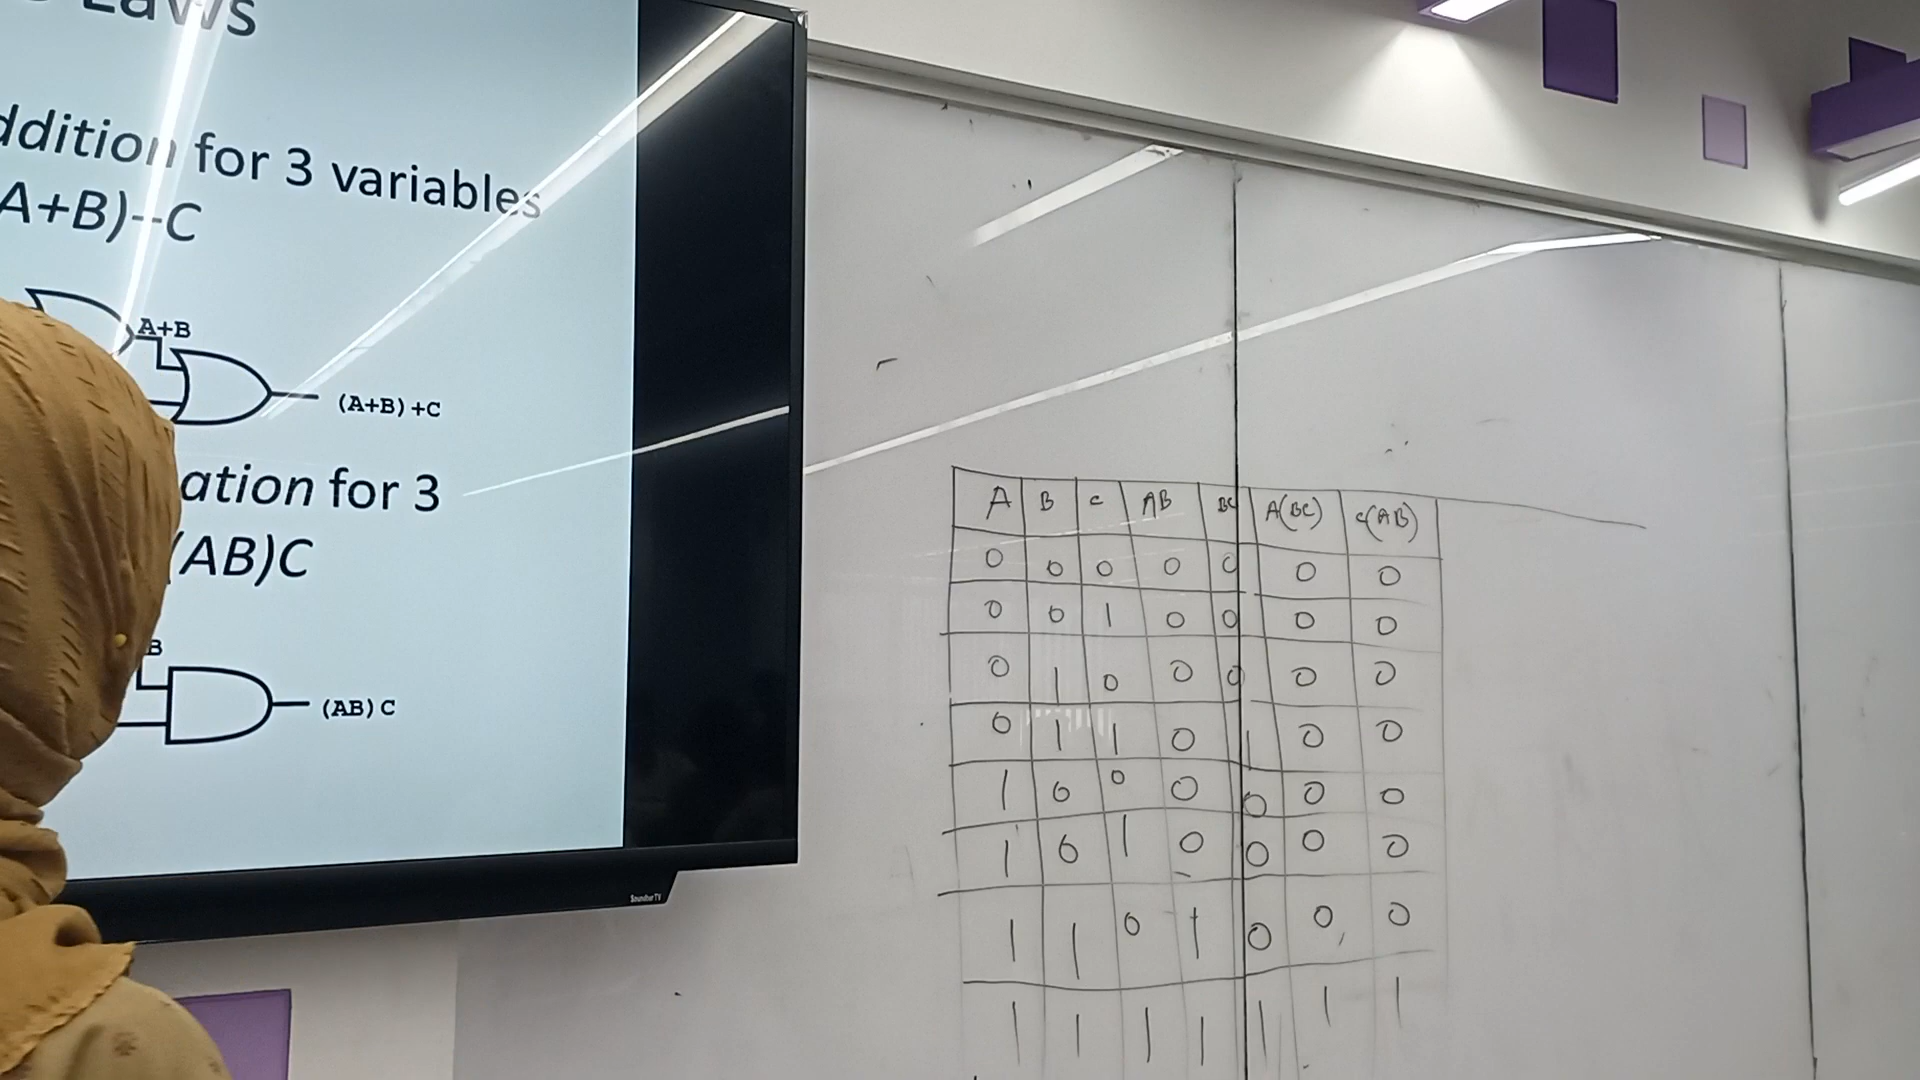 Laws
ddition for 3 variables
A+B)+C
A+B
(A+B)+C
ation for 3
(AB)C
B
(AB)C
SoundbarTV
A B C AB BC A(BC) C(AB)
0 0 0 0 0 0 0
0 0 1 0 0 0 0
0 1 0 0 0 0 0
0 1 1 0 1 0 0
1 0 0 0 0 0 0
1 0 1 0 0 0 0
1 1 0 1 0 0 0
1 1 1 1 1 1 1